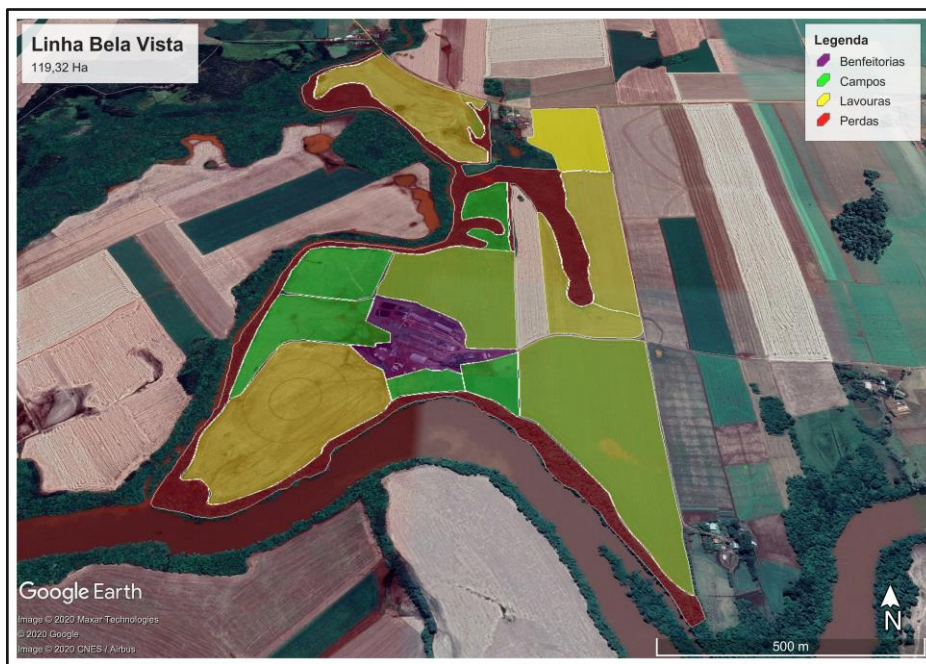 Linha Bela Vista
119,32 Ha
Legenda
Benfeitorias
Campos
Lavouras
Perdas
Google Earth
Image © 2020 Maxar Technologies
© 2020 Google
Image © 2020 CNES / Airbus
N
500 m